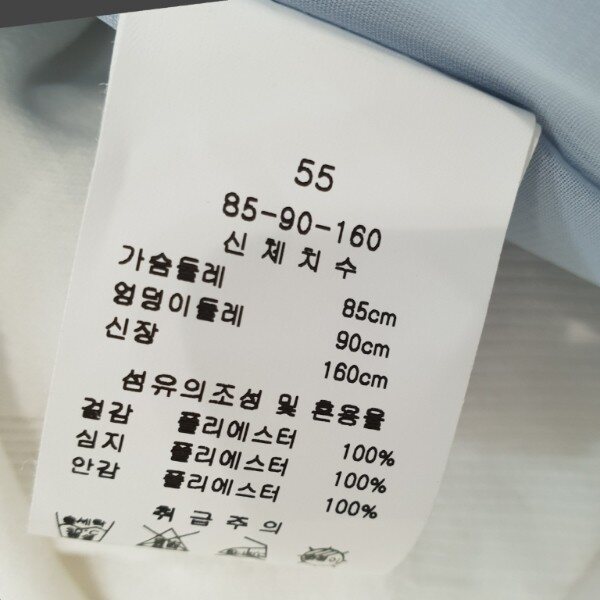 55
85-90-160
신체치수
가슴둘레 85cm
엉덩이둘레 90cm
신장 160cm
섬유의조성 및 혼용율
겉감 폴리에스터 100%
심지 폴리에스터 100%
안감 폴리에스터 100%
취급주의